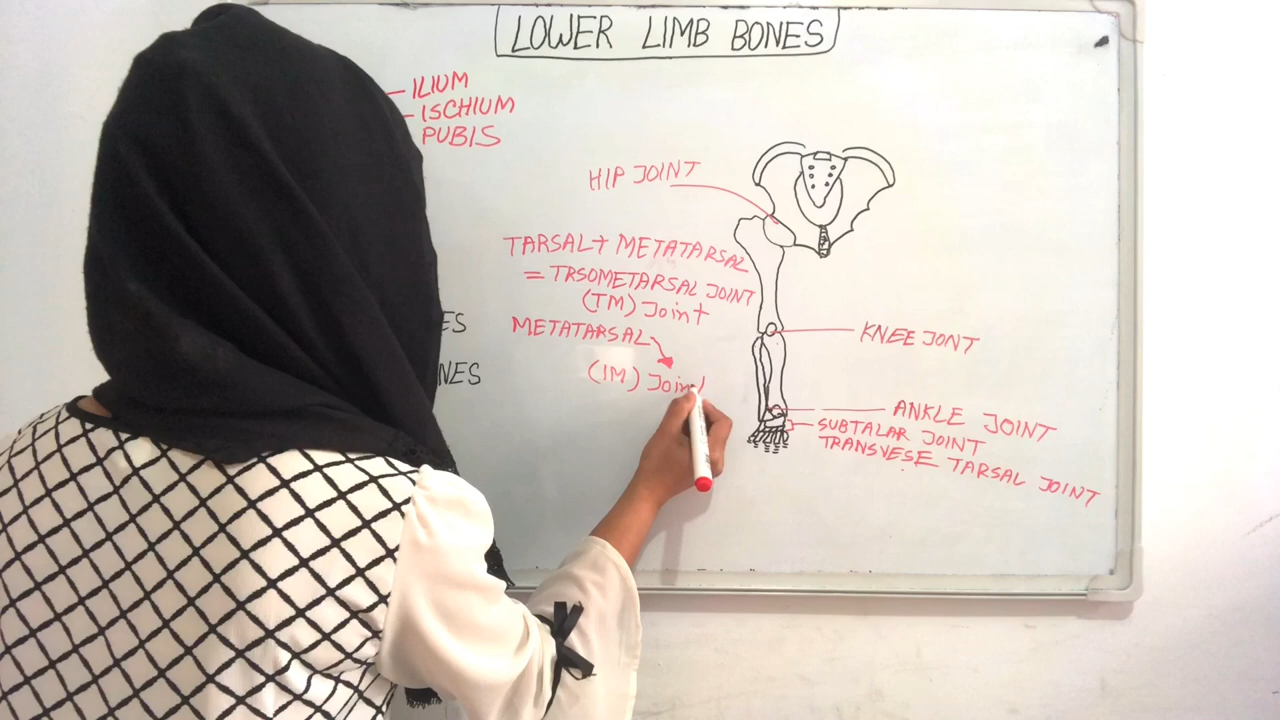 LOWER LIMB BONES
ILIUM
ISCHIUM
PUBIS
HIP JOINT
TARSAL+ METATARSAL
= TRSOMETARSAL JOINT
(TM) Joint
METATARSAL
(IM) Joint
ES
NES
KNEE JONT
ANKLE JOINT
SUBTALAR JOINT
TRANSVESE TARSAL JOINT